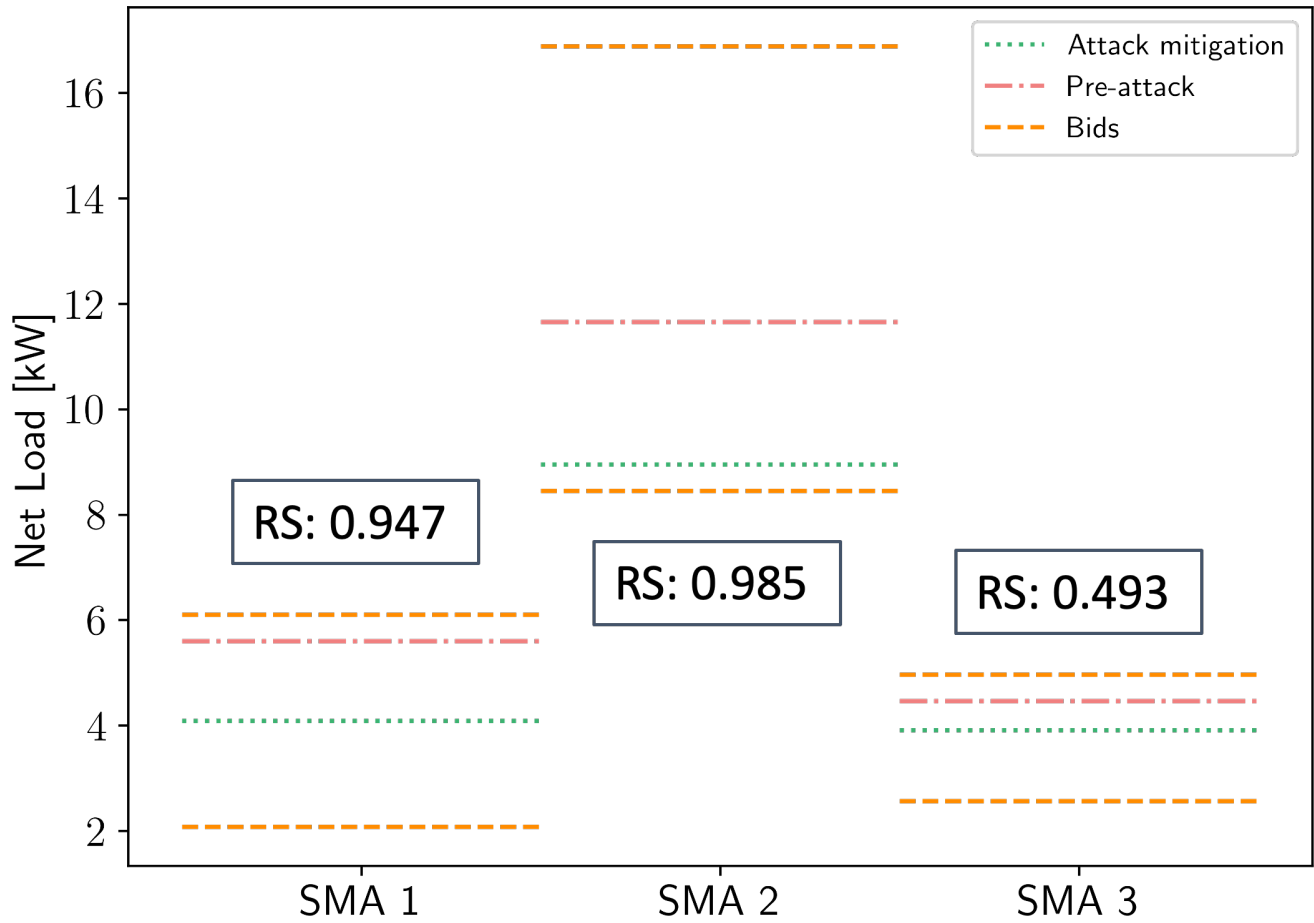 Attack mitigation
Pre-attack
Bids
Net Load [kW]
16
14
12
10
8
6
4
2
RS: 0.947
RS: 0.985
RS: 0.493
SMA 1
SMA 2
SMA 3